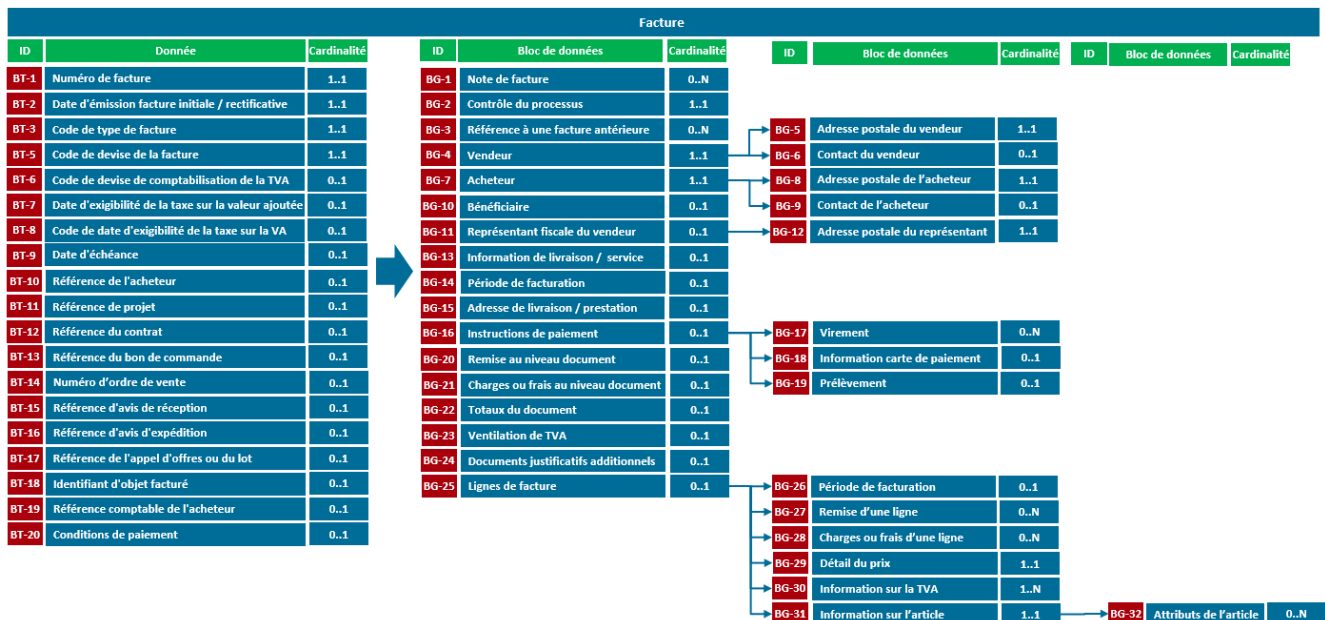 Facture
ID Donnée Cardinalité
BT-1 Numéro de facture 1..1
BT-2 Date d'émission facture initiale / rectificative 1..1
BT-3 Code de type de facture 1..1
BT-5 Code de devise de la facture 1..1
BT-6 Code de devise de comptabilisation de la TVA 0..1
BT-7 Date d'exigibilité de la taxe sur la valeur ajoutée 0..1
BT-8 Code de date d'exigibilité de la taxe sur la VA 0..1
BT-9 Date d'échéance 0..1
BT-10 Référence de l'acheteur 0..1
BT-11 Référence de projet 0..1
BT-12 Référence du contrat 0..1
BT-13 Référence du bon de commande 0..1
BT-14 Numéro d'ordre de vente 0..1
BT-15 Référence d'avis de réception 0..1
BT-16 Référence d'avis d'expédition 0..1
BT-17 Référence de l'appel d'offres ou du lot 0..1
BT-18 Identifiant d'objet facturé 0..1
BT-19 Référence comptable de l'acheteur 0..1
BT-20 Conditions de paiement 0..1
ID Bloc de données Cardinalité
BG-1 Note de facture 0..N
BG-2 Contrôle du processus 1..1
BG-3 Référence à une facture antérieure 0..N
BG-4 Vendeur 1..1
BG-7 Acheteur 1..1
BG-10 Bénéficiaire 0..1
BG-11 Représentant fiscale du vendeur 0..1
BG-13 Information de livraison / service 0..1
BG-14 Période de facturation 0..1
BG-15 Adresse de livraison / prestation 0..1
BG-16 Instructions de paiement 0..1
BG-20 Remise au niveau document 0..1
BG-21 Charges ou frais au niveau document 0..1
BG-22 Totaux du document 0..1
BG-23 Ventilation de TVA 0..1
BG-24 Documents justificatifs additionnels 0..1
BG-25 Lignes de facture 0..1
ID Bloc de données Cardinalité
BG-5 Adresse postale du vendeur 1..1
BG-6 Contact du vendeur 0..1
BG-8 Adresse postale de l'acheteur 1..1
BG-9 Contact de l'acheteur 0..1
BG-12 Adresse postale du représentant 1..1
BG-17 Virement 0..N
BG-18 Information carte de paiement 0..1
BG-19 Prélèvement 0..1
BG-26 Période de facturation 0..1
BG-27 Remise d'une ligne 0..N
BG-28 Charges ou frais d'une ligne 0..N
BG-29 Détail du prix 1..1
BG-30 Information sur la TVA 1..N
BG-31 Information sur l'article 1..1
ID Bloc de données Cardinalité
BG-32 Attributs de l'article 0..N